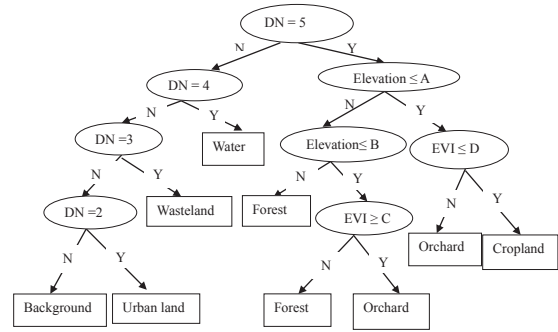 DN = 5
N
Y
DN = 4
Elevation ≤ A
N
Y
N
Y
DN =3
Water
Elevation≤ B
EVI ≤ D
N
Y
N
Y
N
Y
DN =2
Wasteland
Forest
EVI ≥ C
Orchard
Cropland
N
Y
N
Y
Background
Urban land
Forest
Orchard